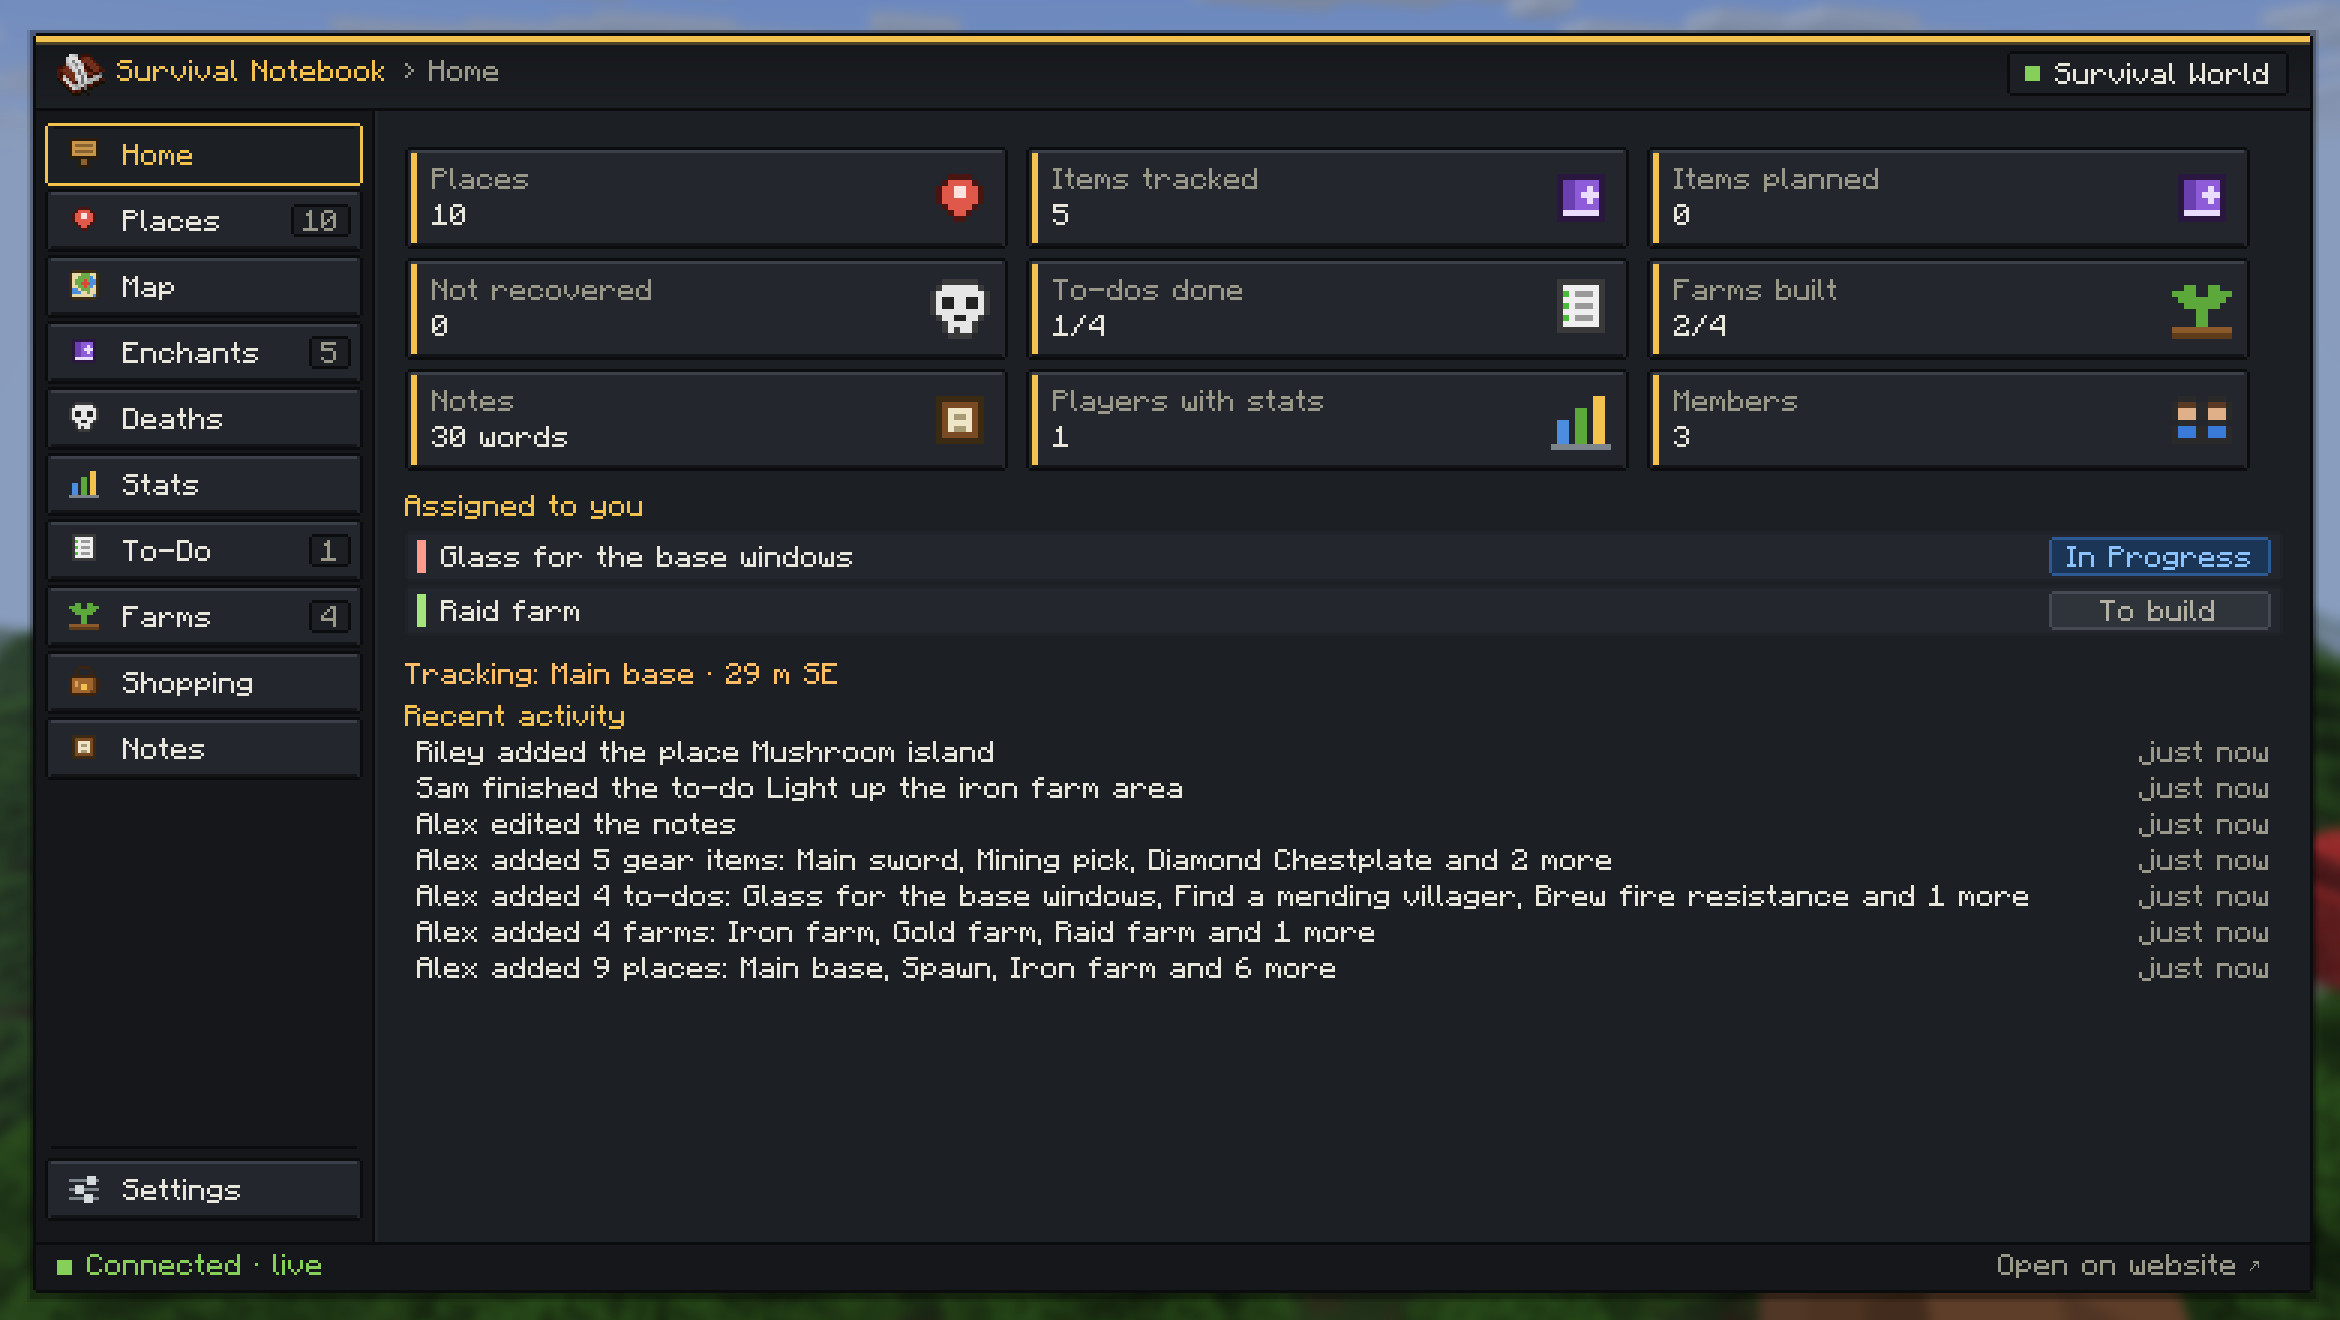 Survival Notebook > Home
Survival World
Home
Places 10
Map
Enchants 5
Deaths
Stats
To-Do 1
Farms 4
Shopping
Notes
Settings
Places
10
Items tracked
5
Items planned
0
Not recovered
0
To-dos done
1/4
Farms built
2/4
Notes
30 words
Players with stats
1
Members
3
Assigned to you
Glass for the base windows In Progress
Raid farm To build
Tracking: Main base · 29 m SE
Recent activity
Riley added the place Mushroom island just now
Sam finished the to-do Light up the iron farm area just now
Alex edited the notes just now
Alex added 5 gear items: Main sword, Mining pick, Diamond Chestplate and 2 more just now
Alex added 4 to-dos: Glass for the base windows, Find a mending villager, Brew fire resistance and 1 more just now
Alex added 4 farms: Iron farm, Gold farm, Raid farm and 1 more just now
Alex added 9 places: Main base, Spawn, Iron farm and 6 more just now
Connected · live
Open on website ↗